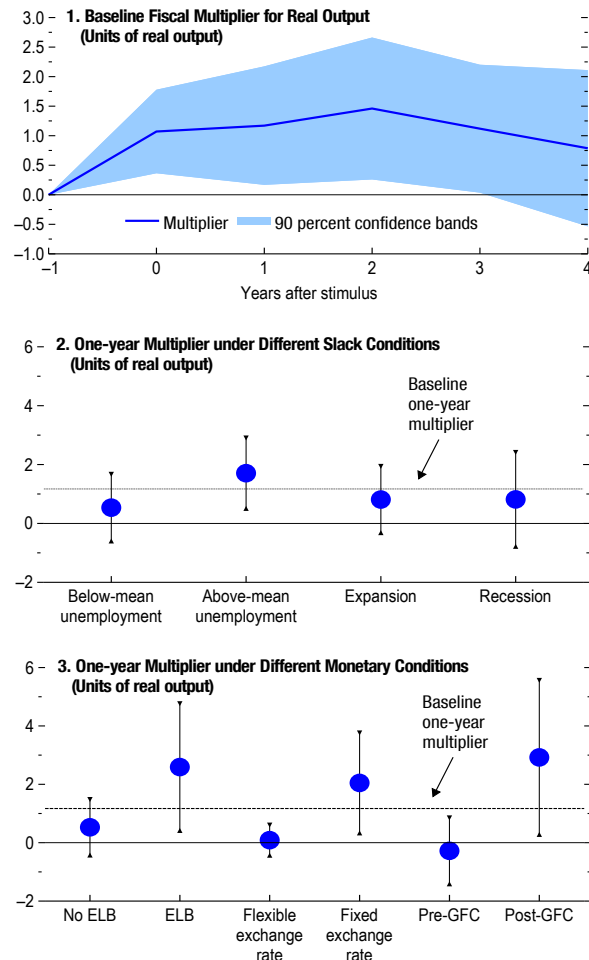 1. Baseline Fiscal Multiplier for Real Output
(Units of real output)
3.0
2.5
2.0
1.5
1.0
0.5
0.0
–0.5
–1.0
Multiplier
90 percent confidence bands
–1
0
1
2
3
4
Years after stimulus
2. One-year Multiplier under Different Slack Conditions
(Units of real output)
6
4
2
0
–2
Baseline
one-year
multiplier
Below-mean
unemployment
Above-mean
unemployment
Expansion
Recession
3. One-year Multiplier under Different Monetary Conditions
(Units of real output)
6
4
2
0
–2
Baseline
one-year
multiplier
No ELB
ELB
Flexible
exchange
rate
Fixed
exchange
rate
Pre-GFC
Post-GFC